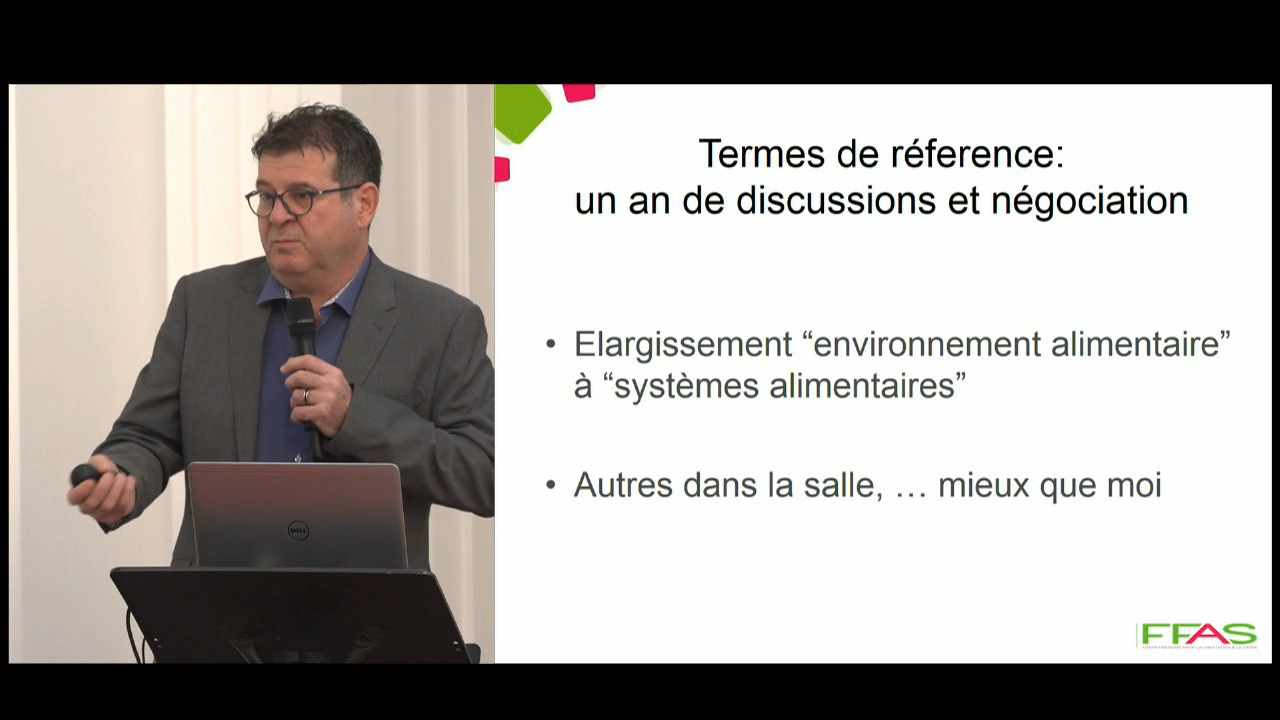 Termes de réference:
un an de discussions et négociation
• Elargissement “environnement alimentaire”
à “systèmes alimentaires”
• Autres dans la salle, … mieux que moi
DELL
FFAS